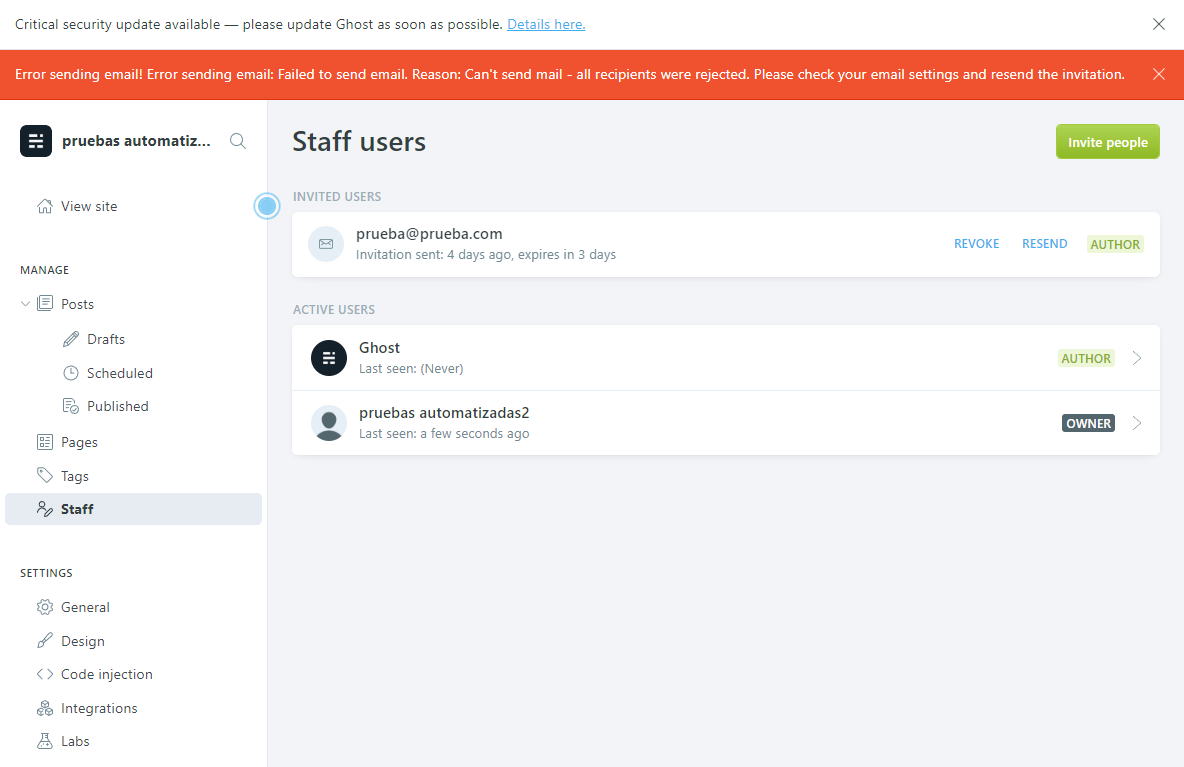 Critical security update available — please update Ghost as soon as possible. Details here.
Error sending email! Error sending email: Failed to send email. Reason: Can't send mail - all recipients were rejected. Please check your email settings and resend the invitation.
pruebas automatiz...
View site
MANAGE
Posts
Drafts
Scheduled
Published
Pages
Tags
Staff
SETTINGS
General
Design
Code injection
Integrations
Labs
Staff users
Invite people
INVITED USERS
prueba@prueba.com
Invitation sent: 4 days ago, expires in 3 days
REVOKE RESEND AUTHOR
ACTIVE USERS
Ghost
Last seen: (Never)
AUTHOR
pruebas automatizadas2
Last seen: a few seconds ago
OWNER